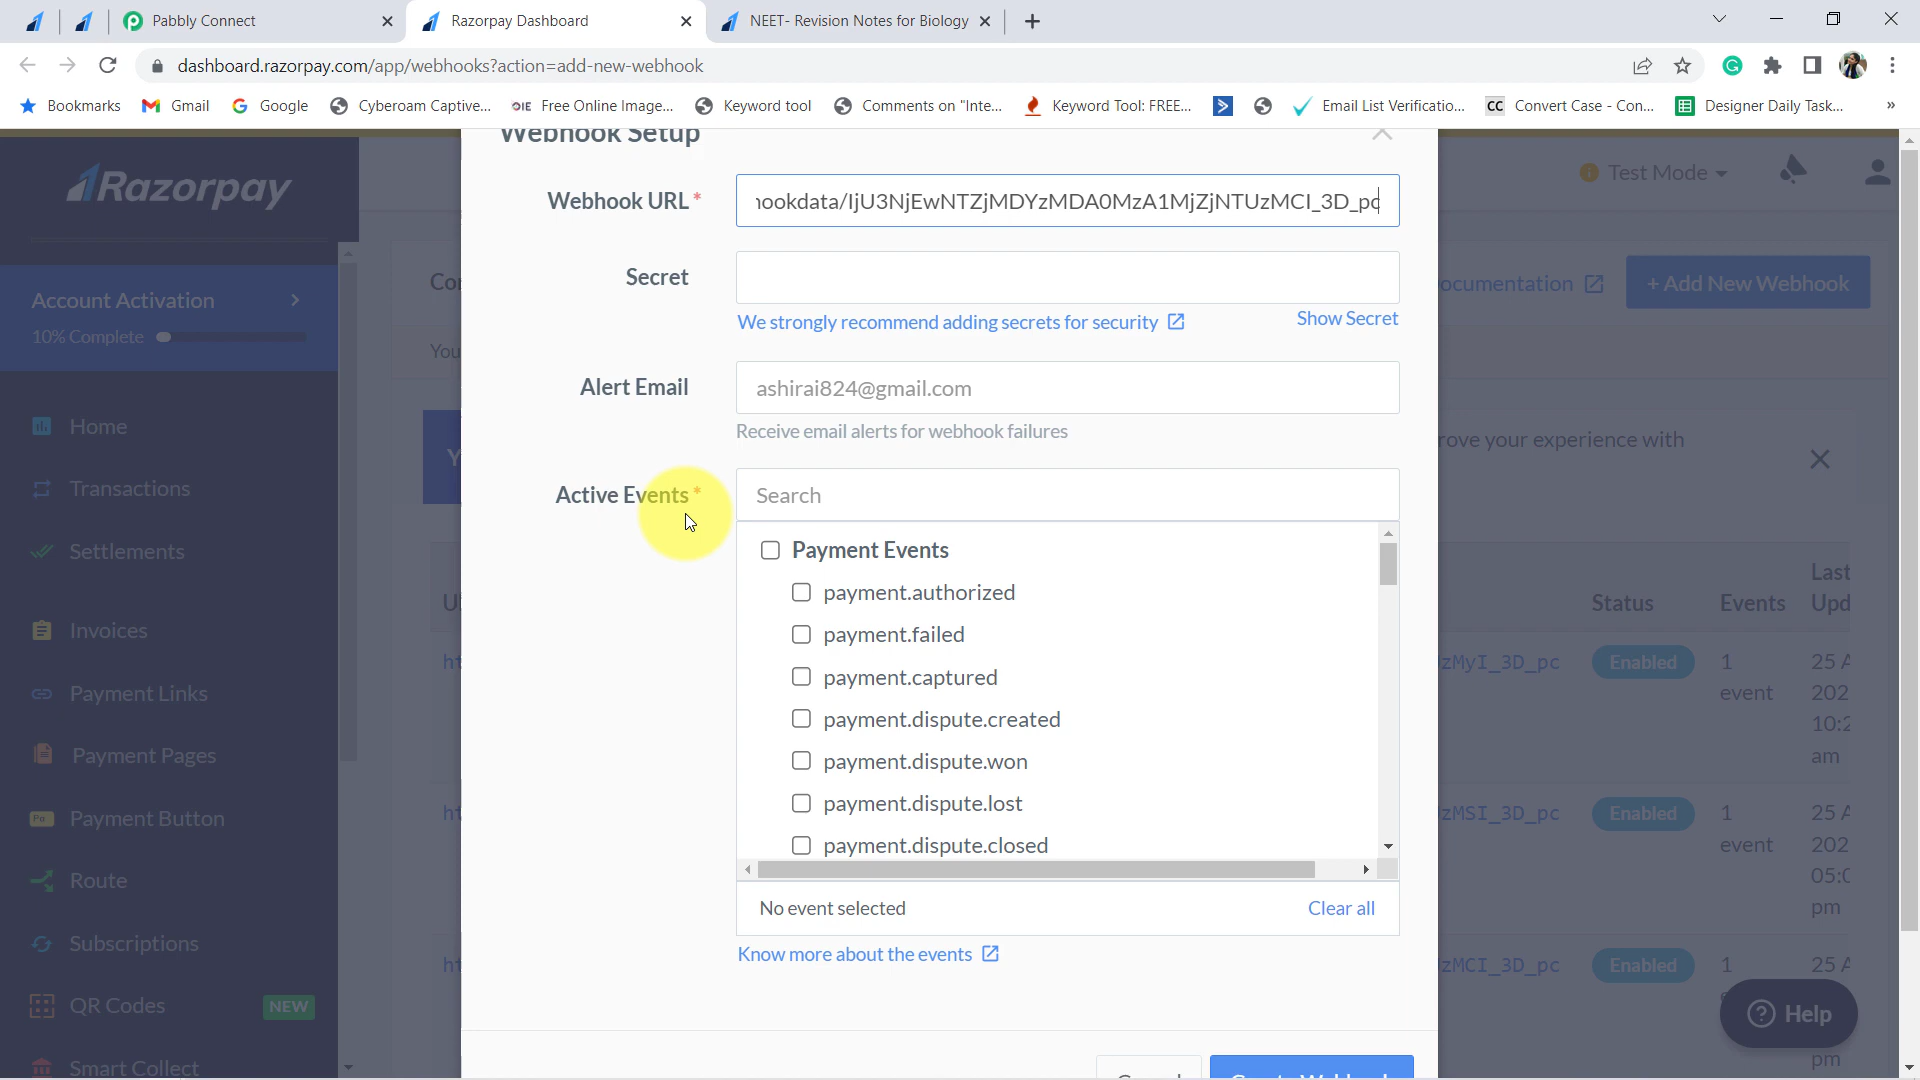 Pabbly Connect
Razorpay Dashboard
NEET- Revision Notes for Biology
dashboard.razorpay.com/app/webhooks?action=add-new-webhook
Bookmarks
Gmail
Google
Cyberoam Captive...
OIE Free Online Image...
Keyword tool
Comments on "Inte...
Keyword Tool: FREE...
Email List Verificatio...
CC Convert Case - Con...
Designer Daily Task...
»
Razorpay
Account Activation
10% Complete
Home
Transactions
Settlements
Invoices
Payment Links
Payment Pages
Payment Button
Route
Subscriptions
QR Codes NEW
Smart Collect
Webhook Setup
Webhook URL*
hookdata/IjU3NjEwNTZjMDYzMDA0MzA1MjZjNTUzMCI_3D_pc
Secret
We strongly recommend adding secrets for security
Show Secret
Alert Email
ashirai824@gmail.com
Receive email alerts for webhook failures
Active Events*
Search
Payment Events
payment.authorized
payment.failed
payment.captured
payment.dispute.created
payment.dispute.won
payment.dispute.lost
payment.dispute.closed
No event selected
Clear all
Know more about the events
Test Mode
ocumentation
+ Add New Webhook
You
rove your experience with
Status
Events
Last
Upd
zMyI_3D_pc
Enabled
1
event
25 A
202
10:2
am
zMSI_3D_pc
Enabled
1
event
25 A
202
05:0
pm
zMCI_3D_pc
Enabled
1
25 A
pm
Help